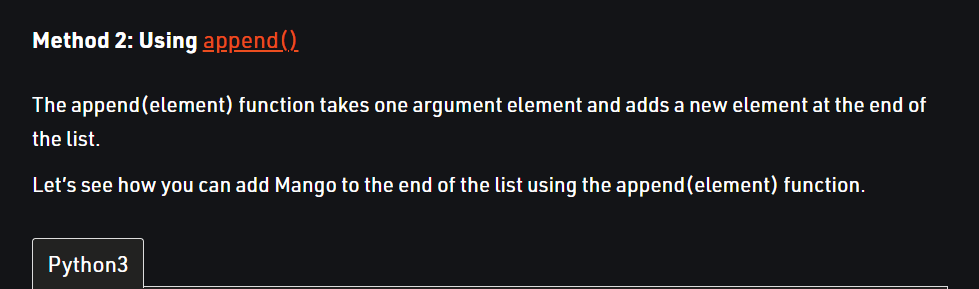 Method 2: Using append()
The append(element) function takes one argument element and adds a new element at the end of
the list.
Let’s see how you can add Mango to the end of the list using the append(element) function.
Python3